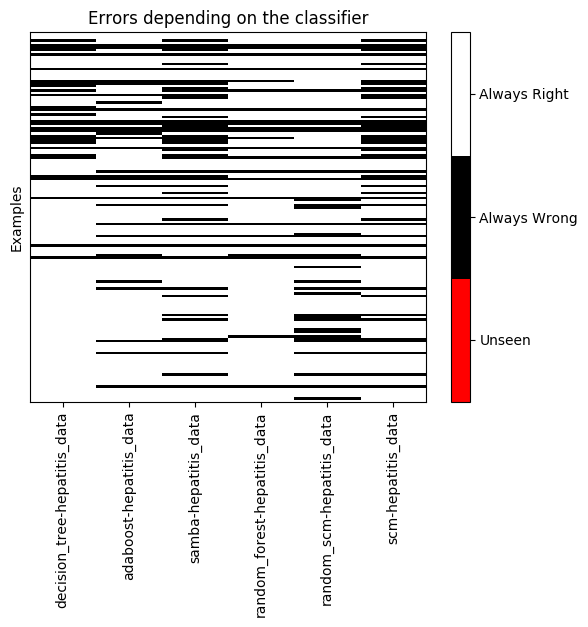 Errors depending on the classifier
Examples
Always Right
Always Wrong
Unseen
decision_tree-hepatitis_data
adaboost-hepatitis_data
samba-hepatitis_data
random_forest-hepatitis_data
random_scm-hepatitis_data
scm-hepatitis_data